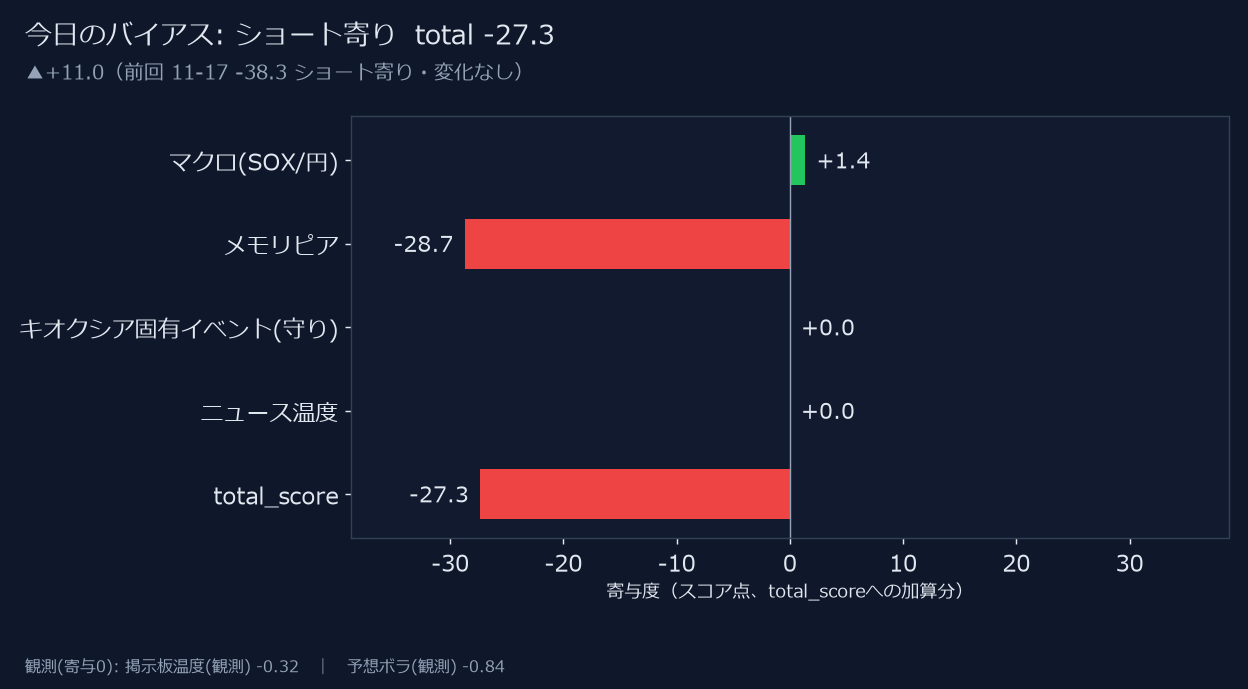 今日のバイアス: ショート寄り  total -27.3
▲+11.0（前回 11-17 -38.3 ショート寄り・変化なし）
マクロ(SOX/円) +1.4
メモリピア -28.7
キオクシア固有イベント(守り) +0.0
ニュース温度 +0.0
total_score -27.3
-30 -20 -10 0 10 20 30
寄与度（スコア点、total_scoreへの加算分）
観測(寄与0): 掲示板温度(観測) -0.32 ｜ 予想ボラ(観測) -0.84